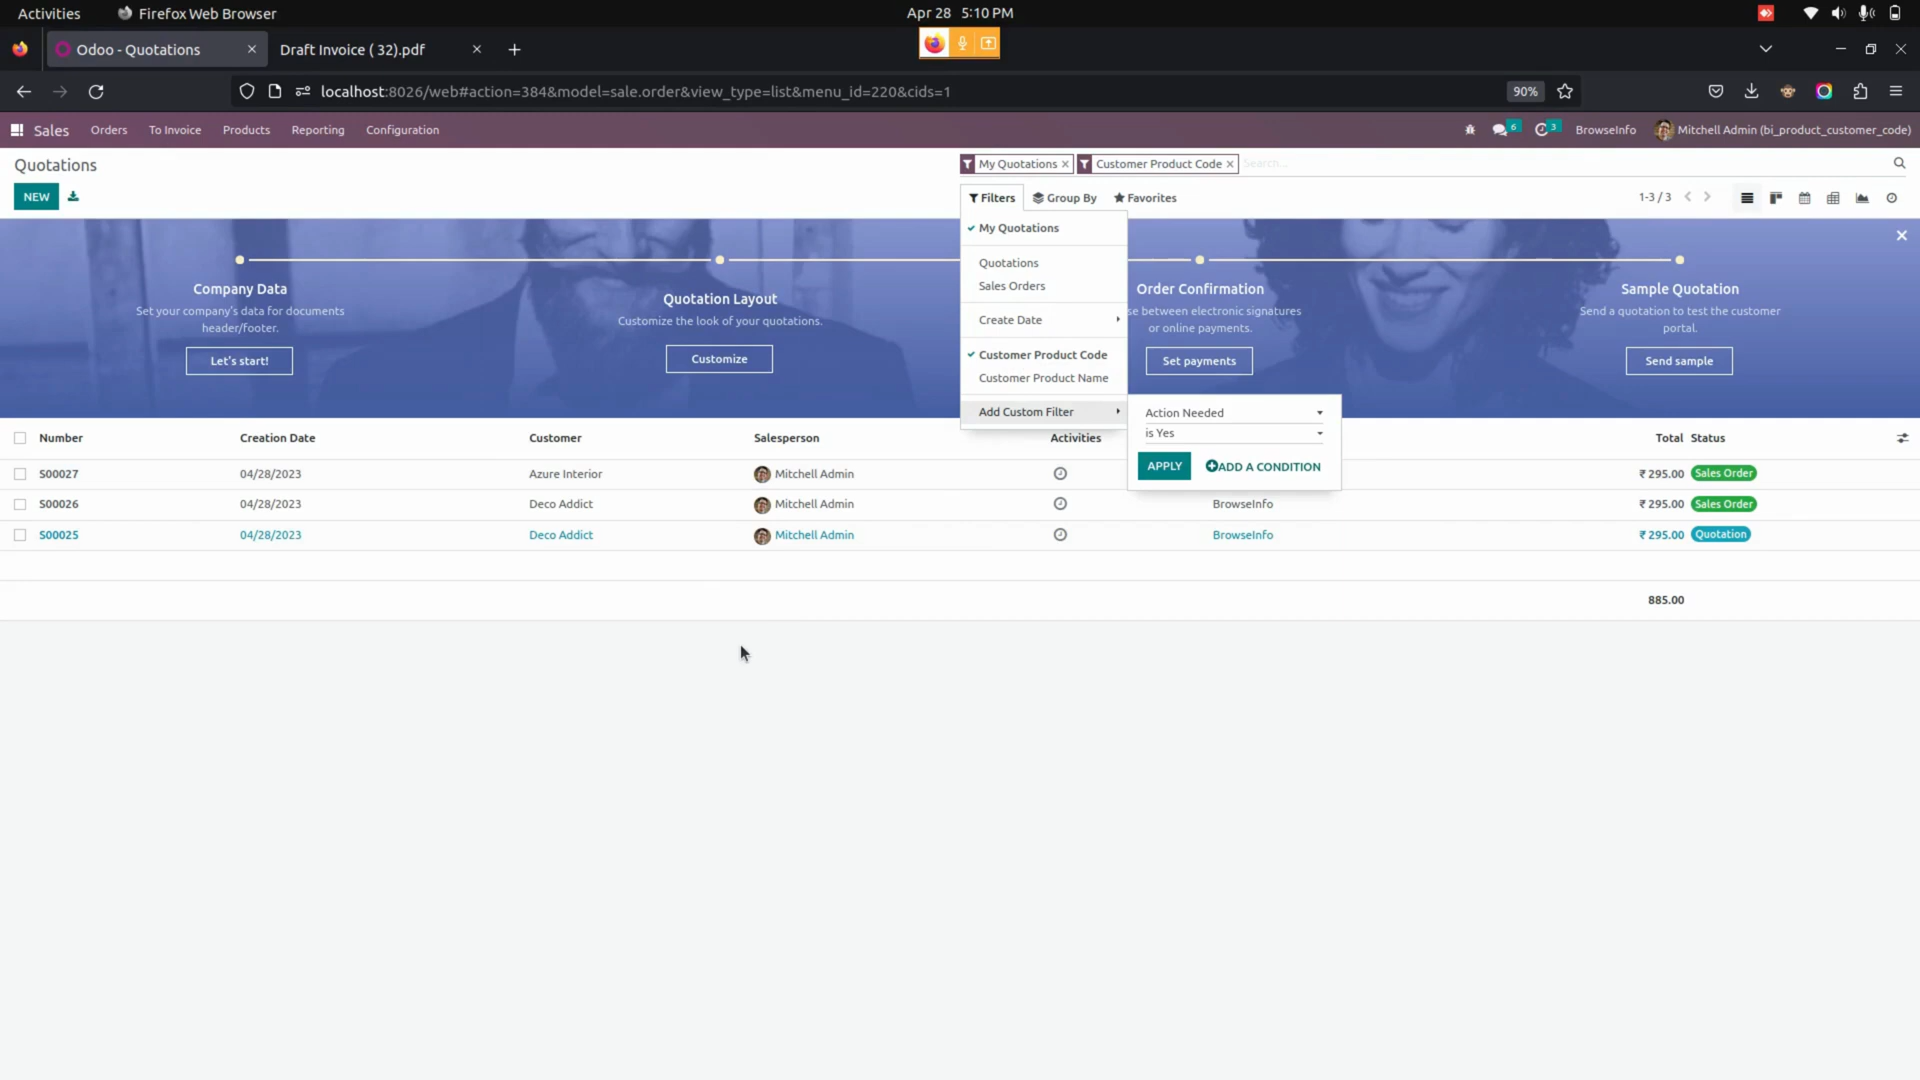 Activities Firefox Web Browser Apr 28 5:10 PM
Odoo - Quotations Draft Invoice ( 32).pdf
localhost:8026/web#action=384&model=sale.order&view_type=list&menu_id=220&cids=1 90%
Sales Orders To Invoice Products Reporting Configuration 6 3 BrowseInfo Mitchell Admin (bi_product_customer_code)
Quotations My Quotations Customer Product Code Search...
NEW Filters Group By Favorites 1-3 / 3
My Quotations
Quotations
Sales Orders
Create Date
Customer Product Code
Customer Product Name
Add Custom Filter
Action Needed
is Yes
APPLY ADD A CONDITION
Company Data
Set your company's data for documents
header/footer.
Let's start!
Quotation Layout
Customize the look of your quotations.
Customize
Order Confirmation
se between electronic signatures
or online payments.
Set payments
Sample Quotation
Send a quotation to test the customer
portal.
Send sample
Number Creation Date Customer Salesperson Activities Total Status
S00027 04/28/2023 Azure Interior Mitchell Admin ₹ 295.00 Sales Order
S00026 04/28/2023 Deco Addict Mitchell Admin BrowseInfo ₹ 295.00 Sales Order
S00025 04/28/2023 Deco Addict Mitchell Admin BrowseInfo ₹ 295.00 Quotation
885.00